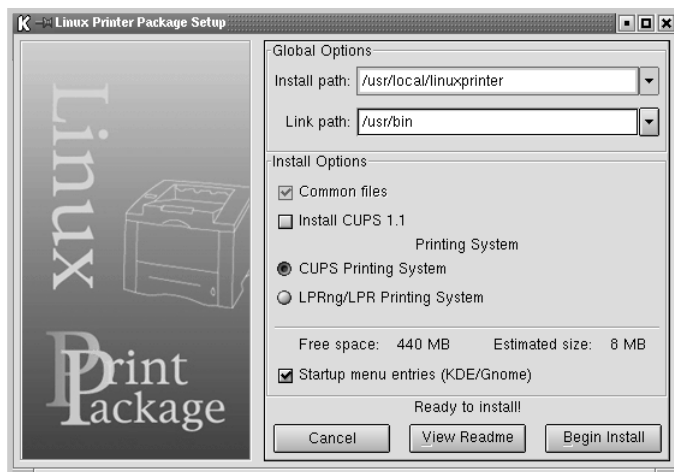 Linux Printer Package Setup
Linux
Print
Package
Global Options
Install path: /usr/local/linuxprinter
Link path: /usr/bin
Install Options
Common files
Install CUPS 1.1
Printing System
CUPS Printing System
LPRng/LPR Printing System
Free space: 440 MB Estimated size: 8 MB
Startup menu entries (KDE/Gnome)
Ready to install!
Cancel View Readme Begin Install